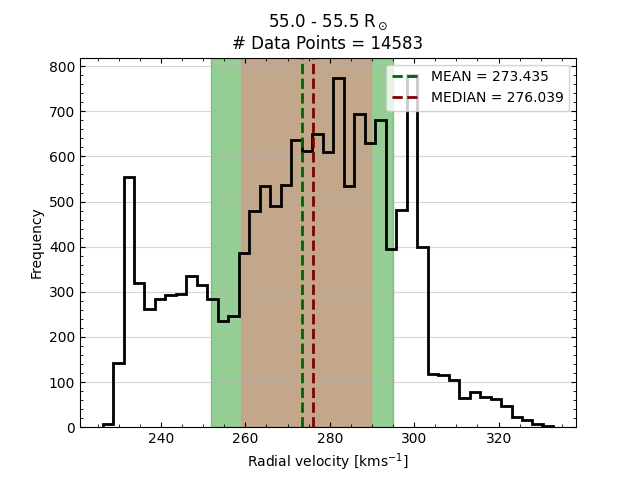 55.0 - 55.5 R⊙
# Data Points = 14583
MEAN = 273.435
MEDIAN = 276.039
800
700
600
500
400
300
200
100
0
Frequency
240 260 280 300 320
Radial velocity [kms⁻¹]